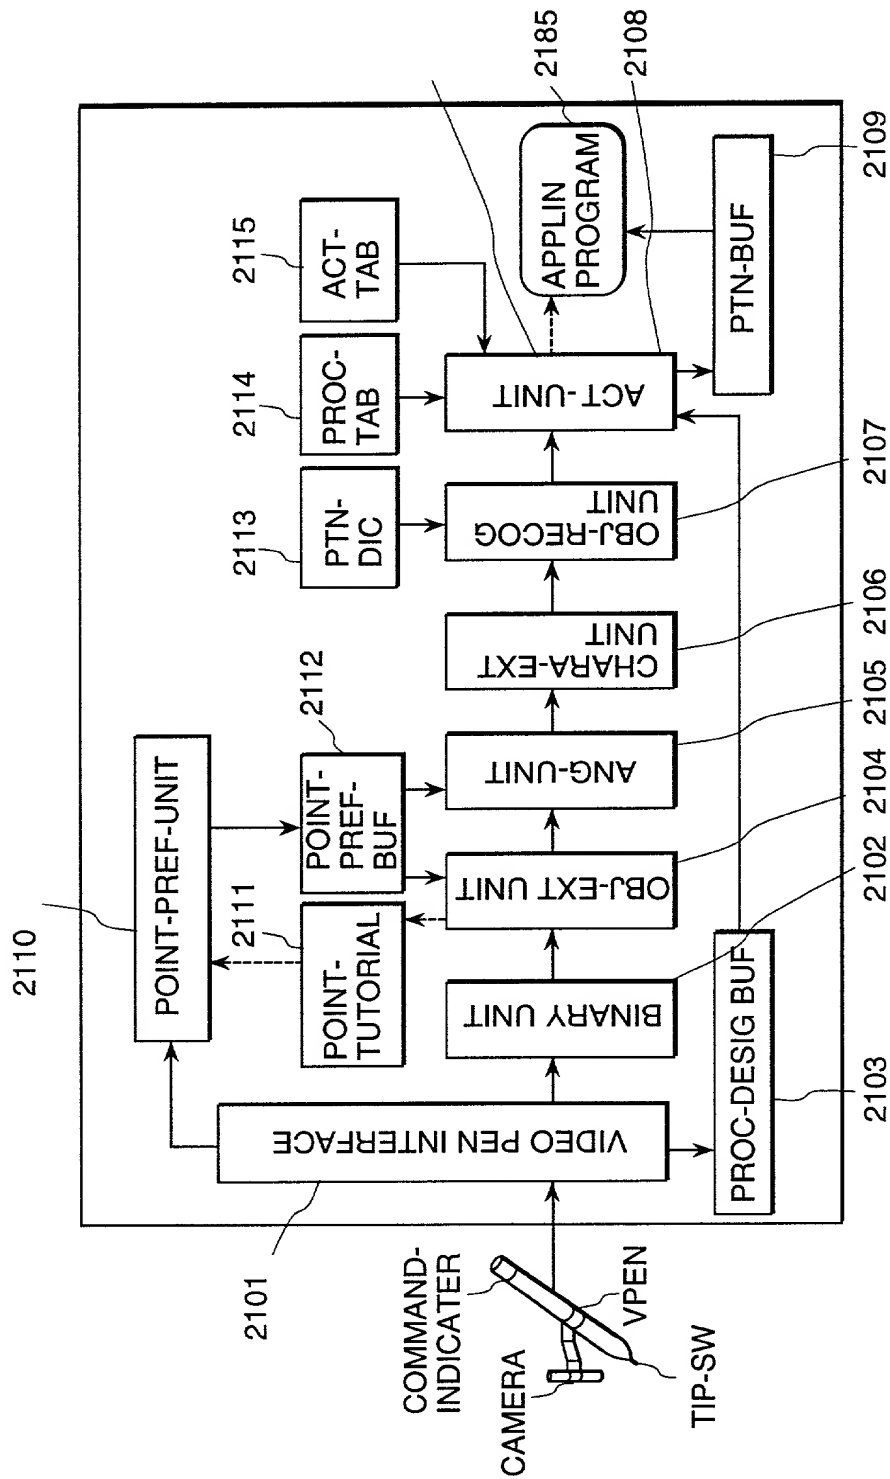 2110
POINT-PREF-UNIT
2111
POINT-
TUTORIAL
2112
POINT-
PREF-
BUF
2113
PTN-
DIC
2114
PROC-
TAB
2115
ACT-
TAB
2101
VIDEO PEN INTERFACE
BINARY UNIT
OBJ-EXT UNIT
ANG-UNIT
CHARA-EXT
UNIT
OBJ-RECOG
UNIT
ACT-UNIT
APPLIN
PROGRAM
2185
2108
COMMAND-
INDICATER
CAMERA
VPEN
TIP-SW
PROC-DESIG BUF
2103
2102
2104
2105
2106
2107
PTN-BUF
2109